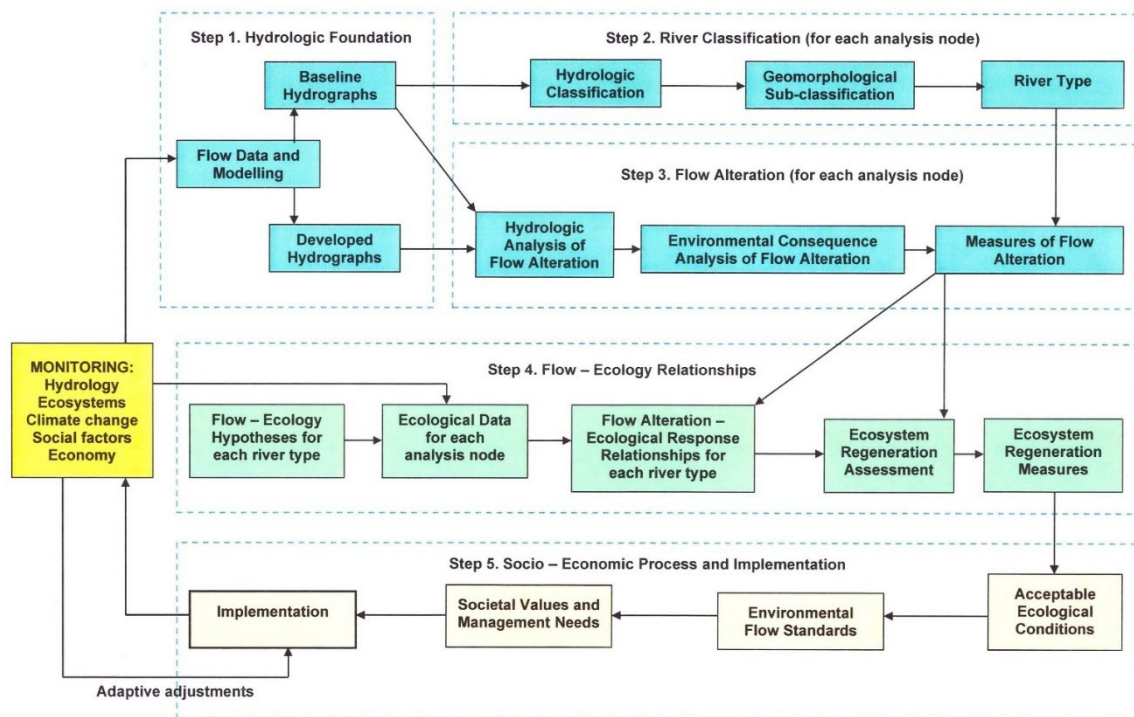 Step 1. Hydrologic Foundation
Baseline
Hydrographs
Flow Data and
Modelling
Developed
Hydrographs
Step 2. River Classification (for each analysis node)
Hydrologic
Classification
Geomorphological
Sub-classification
River Type
Step 3. Flow Alteration (for each analysis node)
Hydrologic
Analysis of
Flow Alteration
Environmental Consequence
Analysis of Flow Alteration
Measures of Flow
Alteration
MONITORING:
Hydrology
Ecosystems
Climate change
Social factors
Economy
Step 4. Flow – Ecology Relationships
Flow – Ecology
Hypotheses for
each river type
Ecological Data
for each
analysis node
Flow Alteration –
Ecological Response
Relationships for
each river type
Ecosystem
Regeneration
Assessment
Ecosystem
Regeneration
Measures
Step 5. Socio – Economic Process and Implementation
Implementation
Societal Values and
Management Needs
Environmental
Flow Standards
Acceptable
Ecological
Conditions
Adaptive adjustments